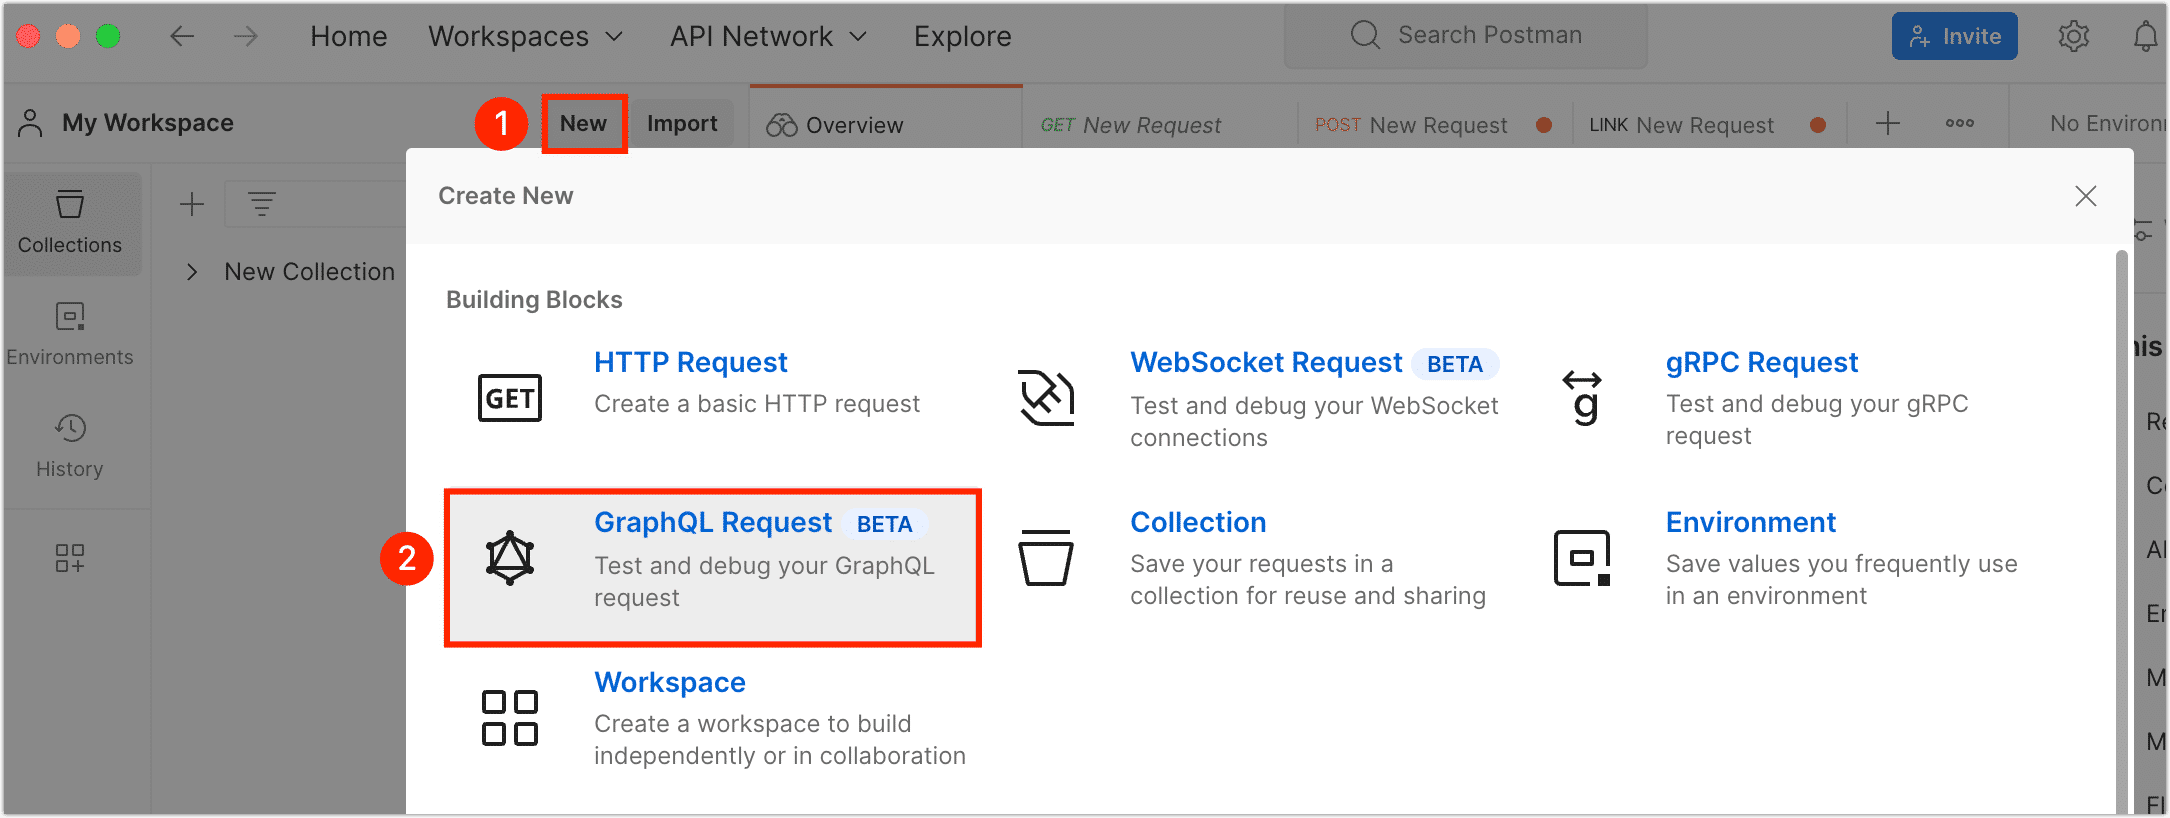 Home Workspaces API Network Explore Search Postman Invite
My Workspace 1 New Import Overview GET New Request POST New Request LINK New Request ooo No Environ
Create New
Collections
New Collection
Building Blocks
Environments
HTTP Request
GET
Create a basic HTTP request
WebSocket Request BETA
Test and debug your WebSocket
connections
gRPC Request
g
Test and debug your gRPC
request
History
2
GraphQL Request BETA
Test and debug your GraphQL
request
Collection
Save your requests in a
collection for reuse and sharing
Environment
Save values you frequently use
in an environment
Workspace
Create a workspace to build
independently or in collaboration